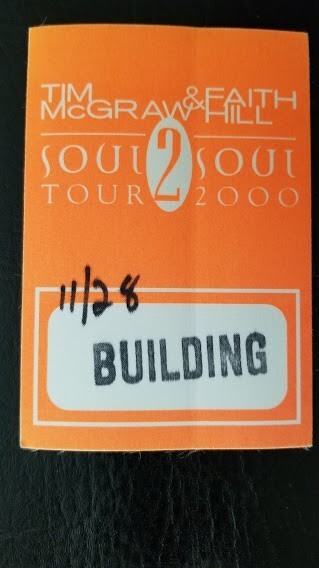 TIM & FAITH
McGRAW HILL
SOUL 2 SOUL
TOUR 2000
11/28
BUILDING